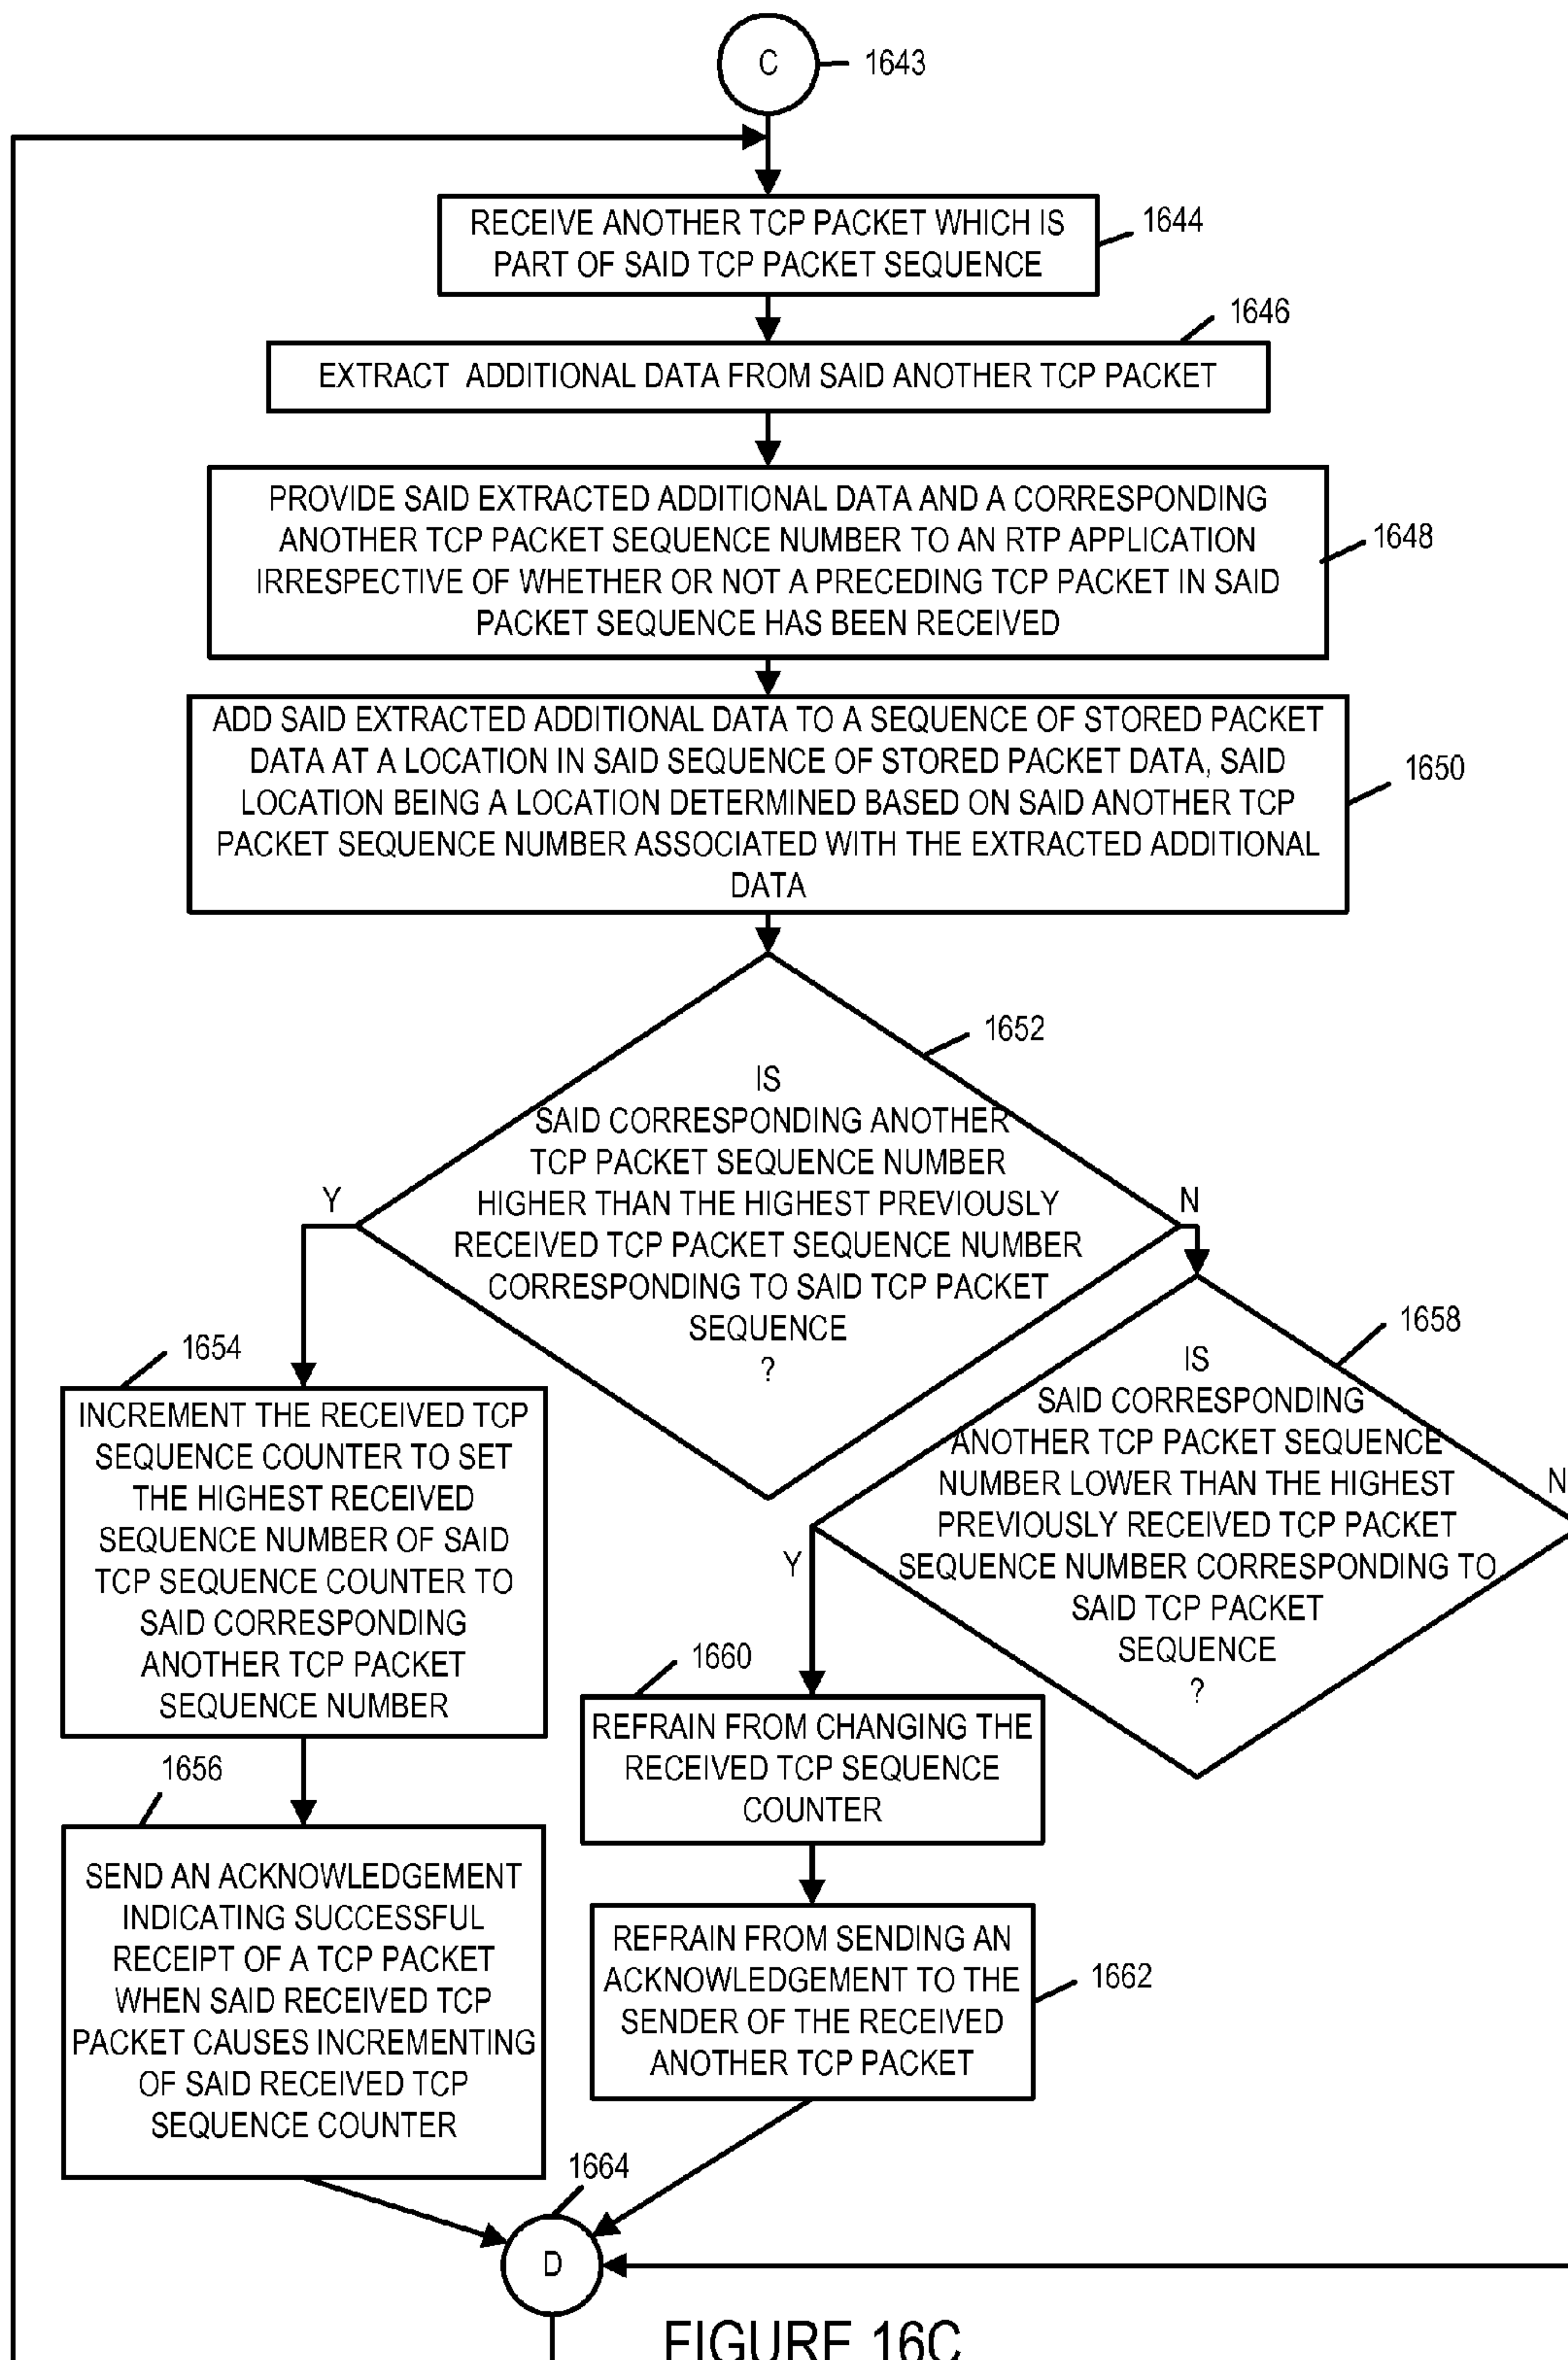 C
1643
RECEIVE ANOTHER TCP PACKET WHICH IS
PART OF SAID TCP PACKET SEQUENCE
1644
1646
EXTRACT ADDITIONAL DATA FROM SAID ANOTHER TCP PACKET
PROVIDE SAID EXTRACTED ADDITIONAL DATA AND A CORRESPONDING
ANOTHER TCP PACKET SEQUENCE NUMBER TO AN RTP APPLICATION
IRRESPECTIVE OF WHETHER OR NOT A PRECEDING TCP PACKET IN SAID
PACKET SEQUENCE HAS BEEN RECEIVED
1648
ADD SAID EXTRACTED ADDITIONAL DATA TO A SEQUENCE OF STORED PACKET
DATA AT A LOCATION IN SAID SEQUENCE OF STORED PACKET DATA, SAID
LOCATION BEING A LOCATION DETERMINED BASED ON SAID ANOTHER TCP
PACKET SEQUENCE NUMBER ASSOCIATED WITH THE EXTRACTED ADDITIONAL
DATA
1650
1652
IS
SAID CORRESPONDING ANOTHER
TCP PACKET SEQUENCE NUMBER
HIGHER THAN THE HIGHEST PREVIOUSLY
RECEIVED TCP PACKET SEQUENCE NUMBER
CORRESPONDING TO SAID TCP PACKET
SEQUENCE
?
Y
N
1654
INCREMENT THE RECEIVED TCP
SEQUENCE COUNTER TO SET
THE HIGHEST RECEIVED
SEQUENCE NUMBER OF SAID
TCP SEQUENCE COUNTER TO
SAID CORRESPONDING
ANOTHER TCP PACKET
SEQUENCE NUMBER
1656
SEND AN ACKNOWLEDGEMENT
INDICATING SUCCESSFUL
RECEIPT OF A TCP PACKET
WHEN SAID RECEIVED TCP
PACKET CAUSES INCREMENTING
OF SAID RECEIVED TCP
SEQUENCE COUNTER
1658
IS
SAID CORRESPONDING
ANOTHER TCP PACKET SEQUENCE
NUMBER LOWER THAN THE HIGHEST
PREVIOUSLY RECEIVED TCP PACKET
SEQUENCE NUMBER CORRESPONDING TO
SAID TCP PACKET
SEQUENCE
?
N
Y
1660
REFRAIN FROM CHANGING THE
RECEIVED TCP SEQUENCE
COUNTER
REFRAIN FROM SENDING AN
ACKNOWLEDGEMENT TO THE
SENDER OF THE RECEIVED
ANOTHER TCP PACKET
1662
1664
D
FIGURE 16C